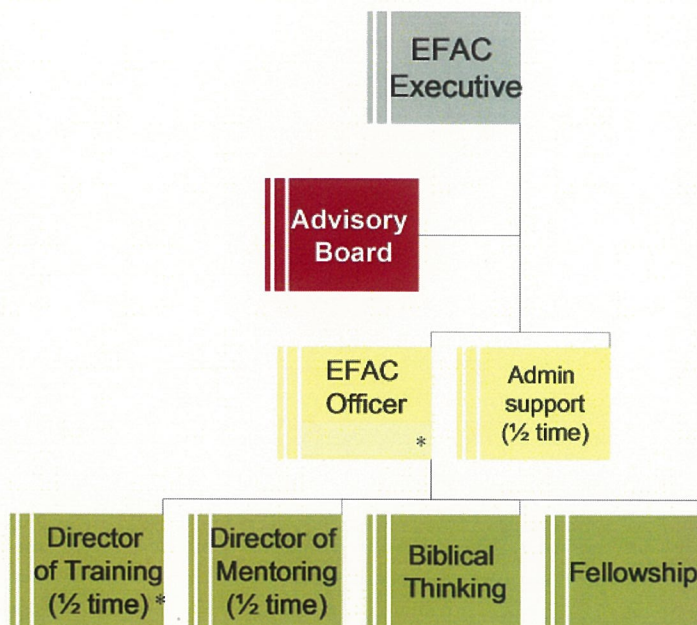 EFAC
Executive
Advisory
Board
EFAC
Officer
*
Admin
support
(½ time)
Director
of Training
(½ time) *
Director of
Mentoring
(½ time)
Biblical
Thinking
Fellowship